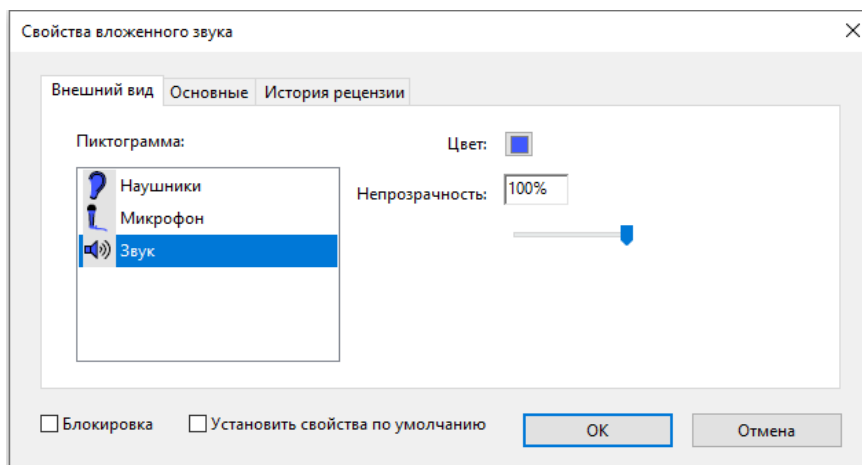 Свойства вложенного звука
Внешний вид Основные История рецензии
Пиктограмма:
Цвет:
Наушники
Непрозрачность: 100%
Микрофон
Звук
Блокировка Установить свойства по умолчанию OK Отмена